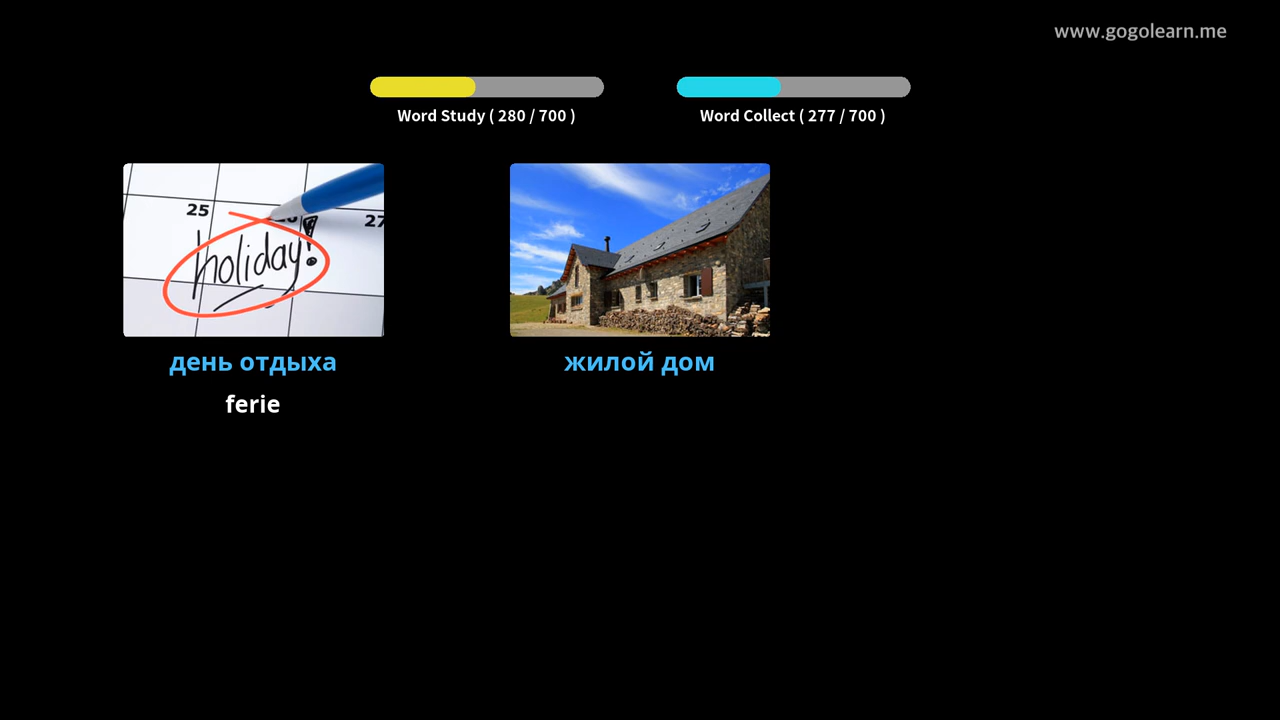 www.gogolearn.me
Word Study ( 280 / 700 )
Word Collect ( 277 / 700 )
25
26
27
holiday!
день отдыха
жилой дом
ferie